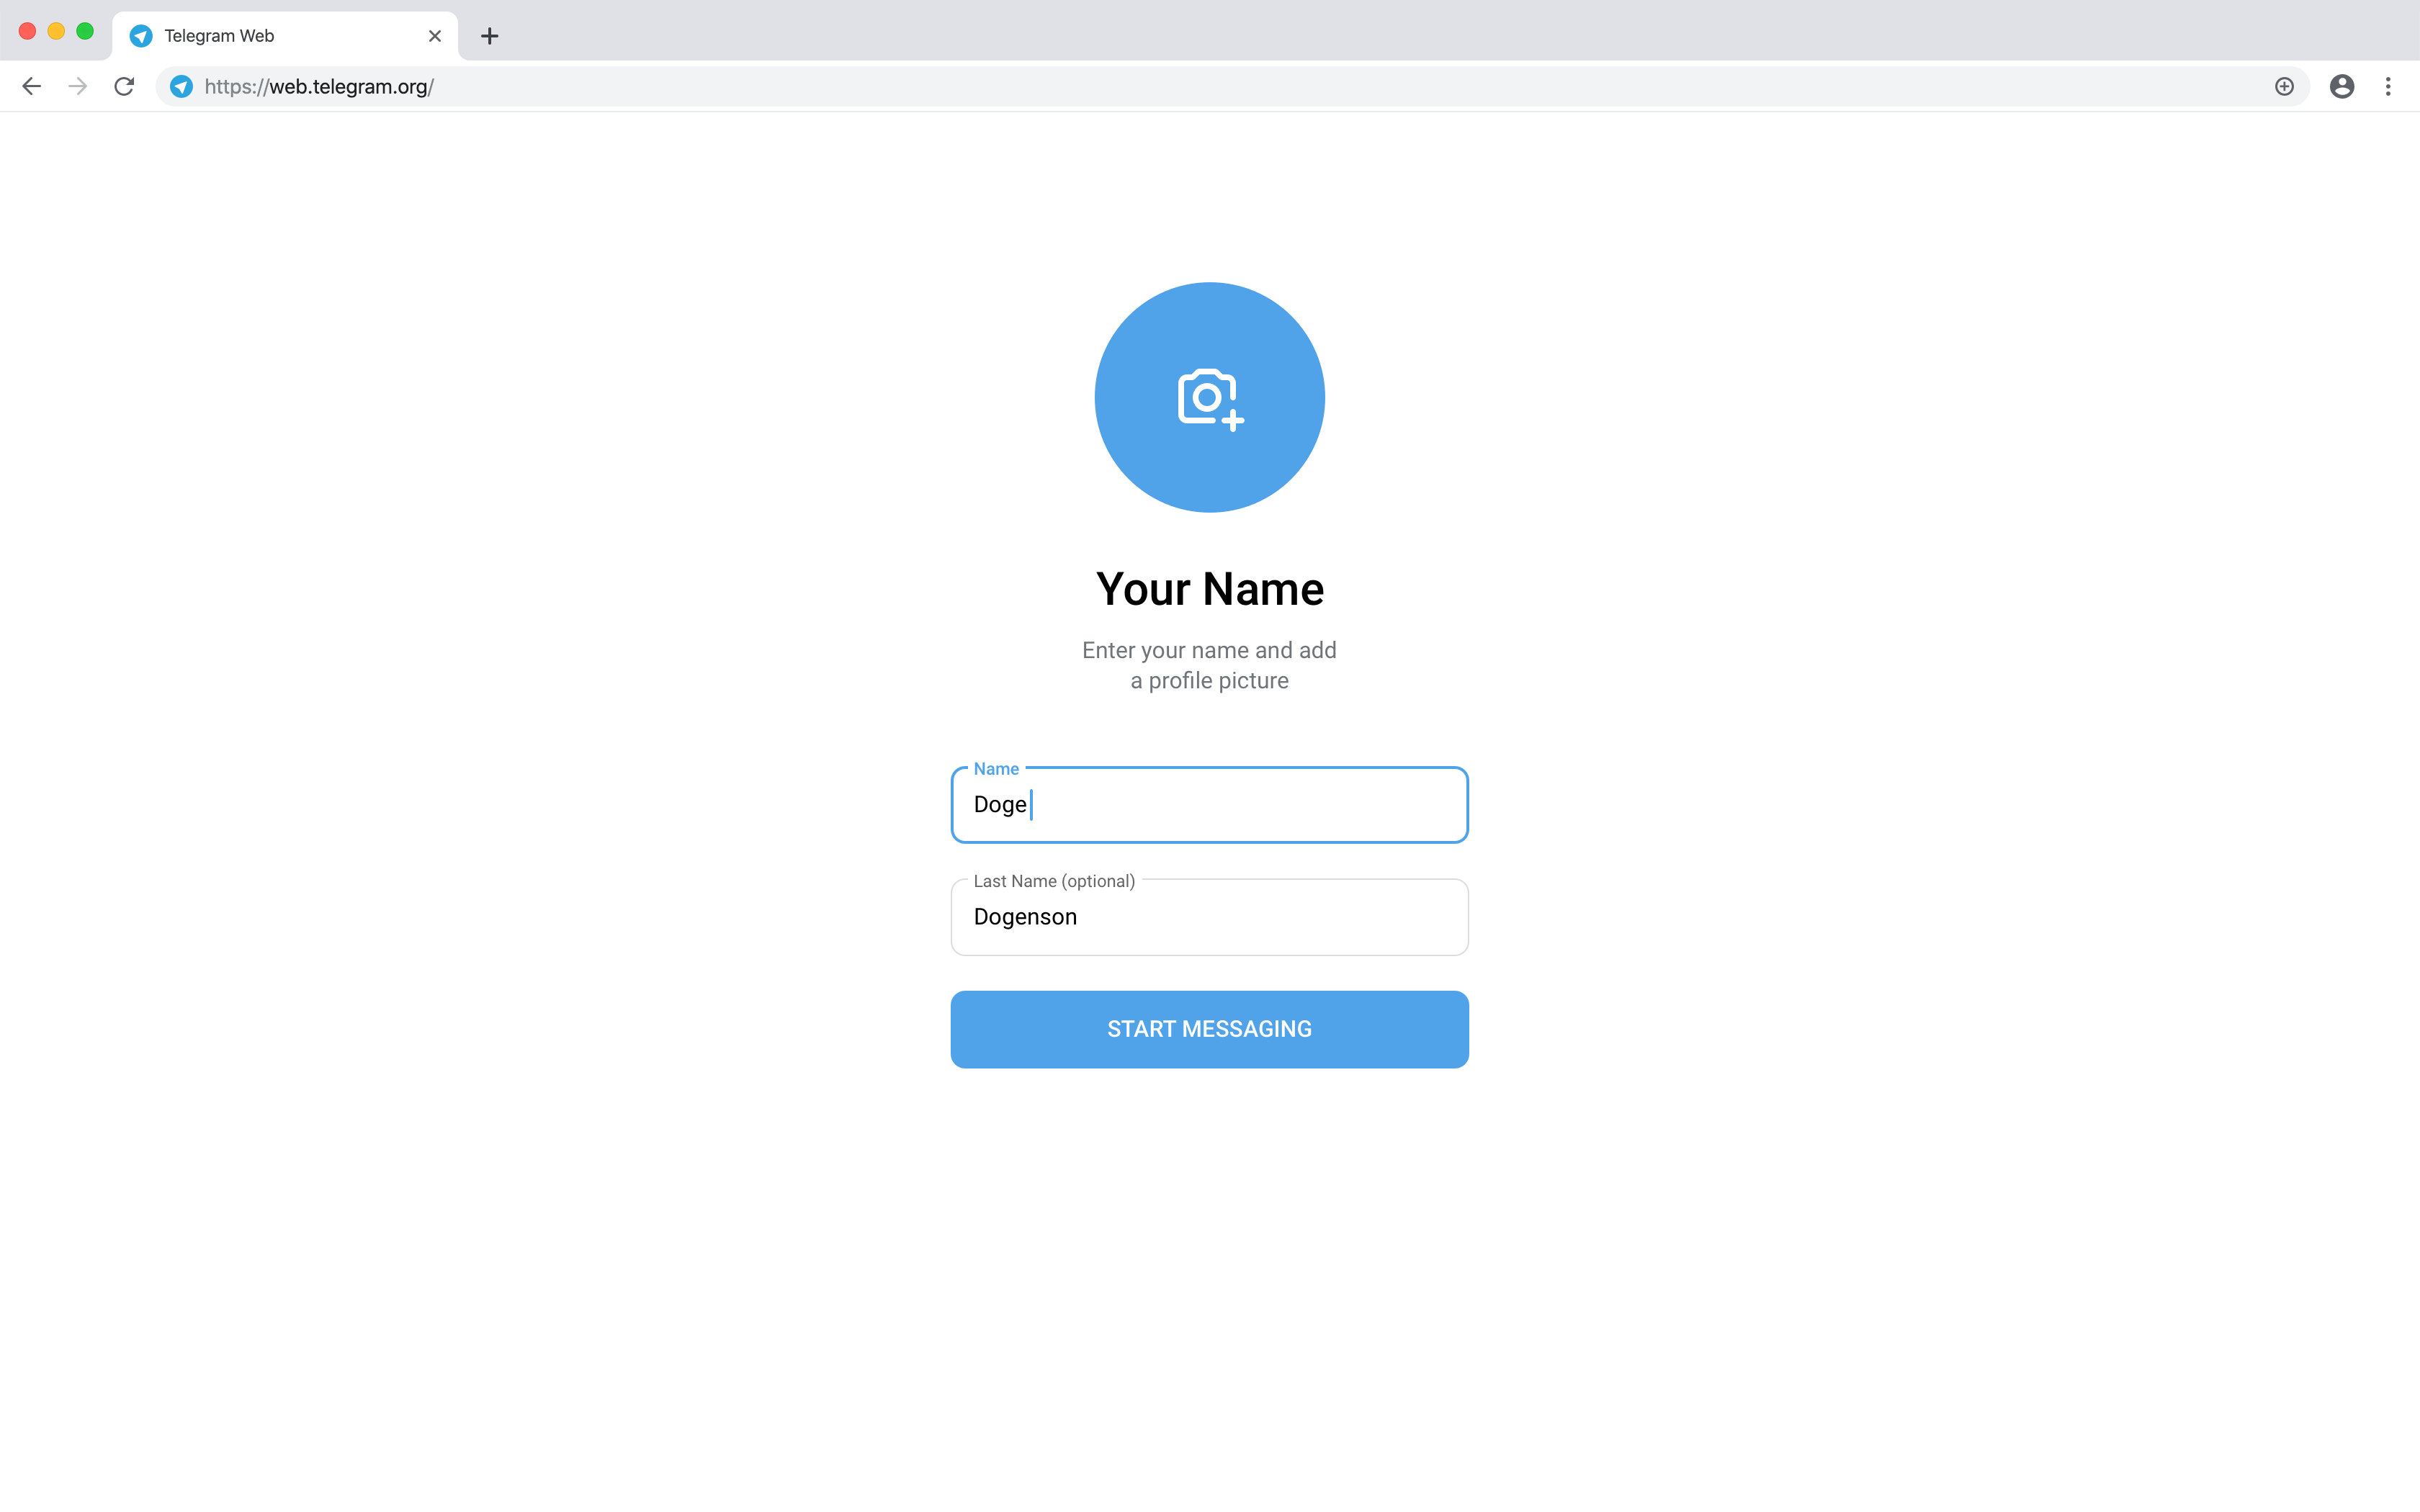 Telegram Web
https://web.telegram.org/
Your Name
Enter your name and add
a profile picture
Name
Doge
Last Name (optional)
Dogenson
START MESSAGING